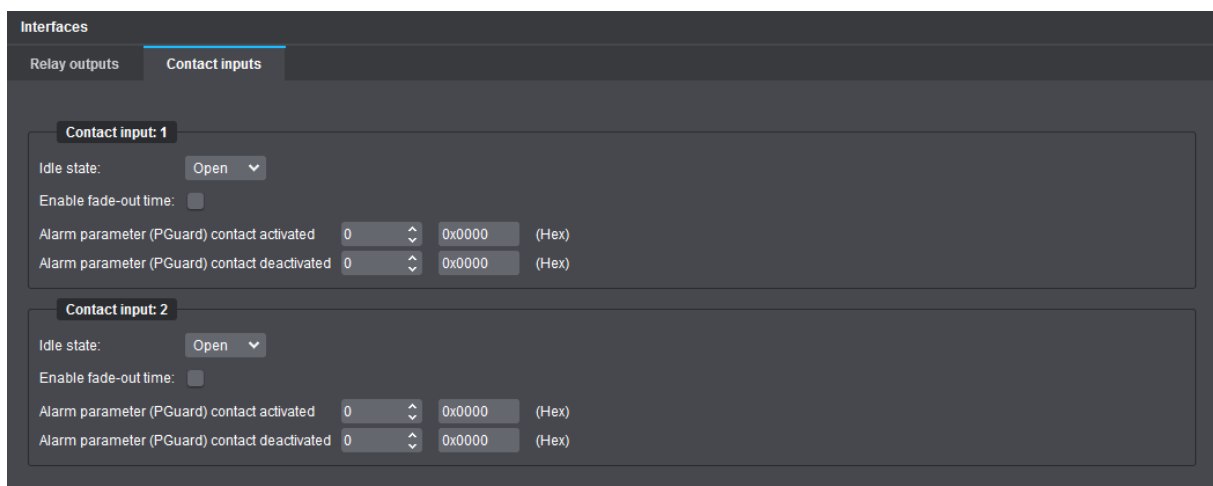 Interfaces
Relay outputs Contact inputs
Contact input: 1
Idle state: Open
Enable fade-out time:
Alarm parameter (PGuard) contact activated 0 0x0000 (Hex)
Alarm parameter (PGuard) contact deactivated 0 0x0000 (Hex)
Contact input: 2
Idle state: Open
Enable fade-out time:
Alarm parameter (PGuard) contact activated 0 0x0000 (Hex)
Alarm parameter (PGuard) contact deactivated 0 0x0000 (Hex)